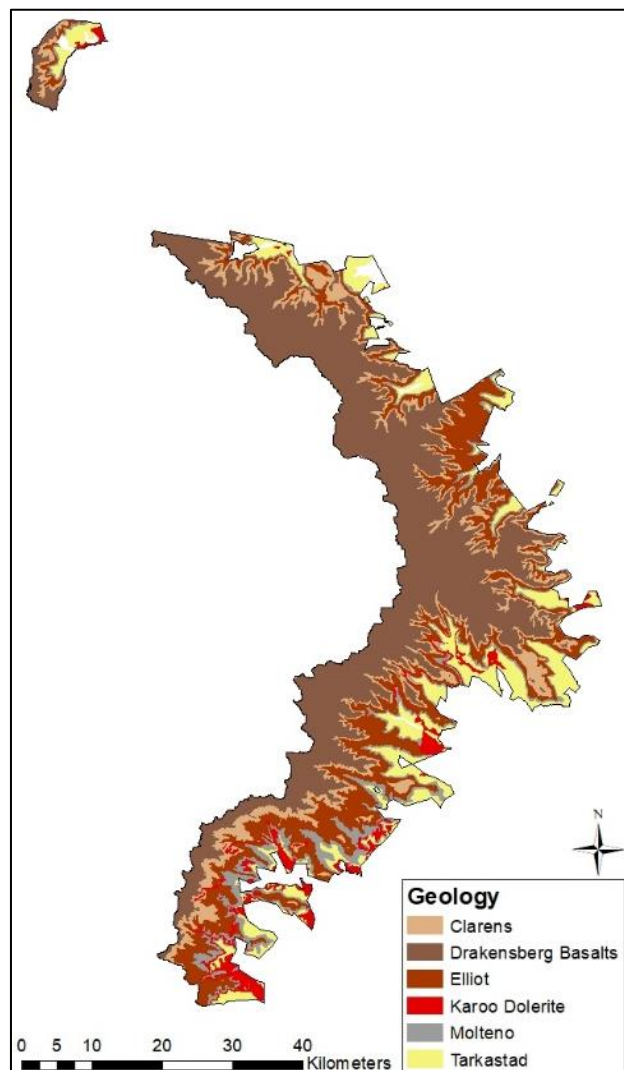 N
Geology
Clarens
Drakensberg Basalts
Elliot
Karoo Dolerite
Molteno
Tarkastad
0 5 10 20 30 40
Kilometers